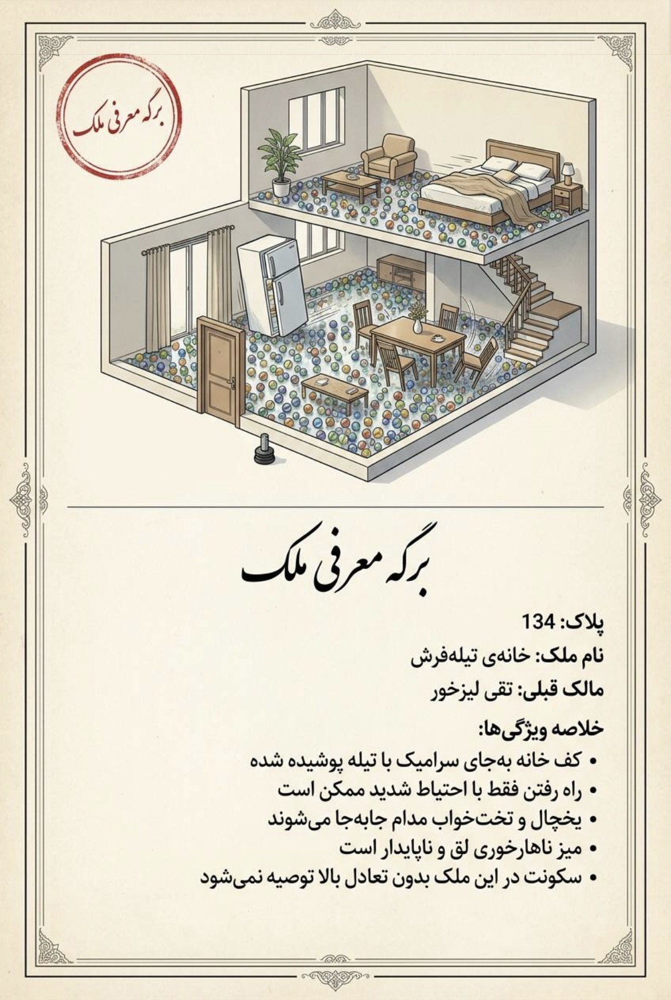 برگه معرفی ملک
برگه معرفی ملک
پلاک: 134
نام ملک: خانه‌ی تیله‌فرش
مالک قبلی: تقی لیزخور
خلاصه ویژگی‌ها:
• کف خانه به‌جای سرامیک با تیله پوشیده شده
• راه رفتن فقط با احتیاط شدید ممکن است
• یخچال و تخت‌خواب مدام جابه‌جا می‌شوند
• میز ناهارخوری لق و ناپایدار است
• سکونت در این ملک بدون تعادل بالا توصیه نمی‌شود